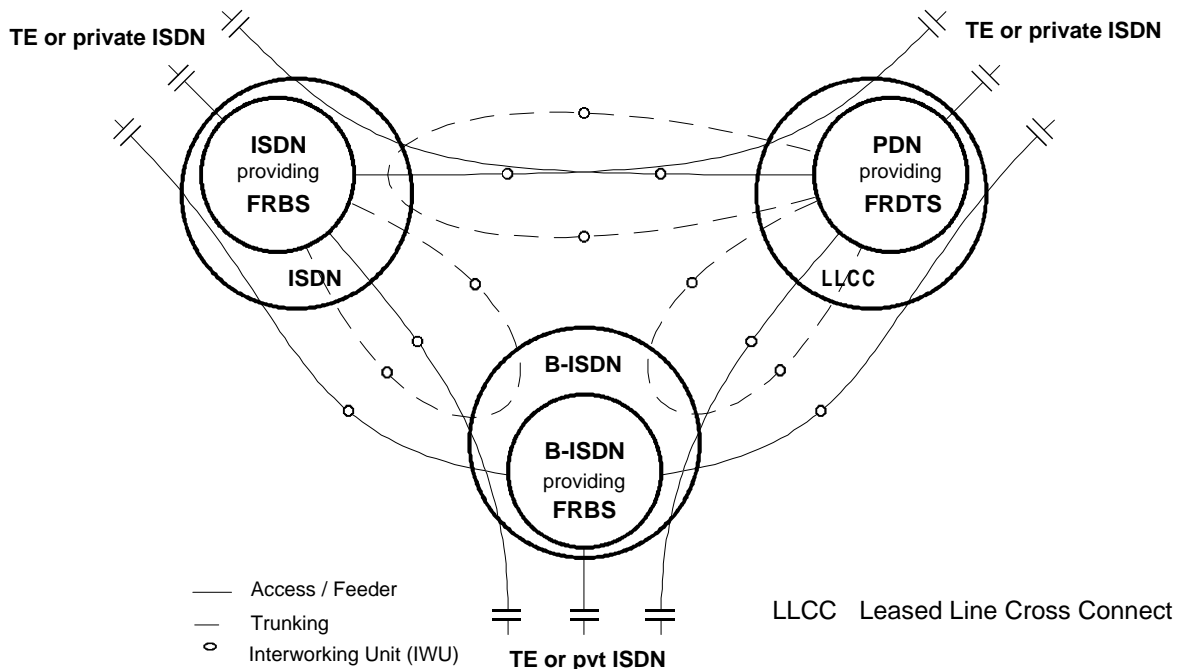 TE or private ISDN
TE or private ISDN
ISDN
providing
FRBS
ISDN
PDN
providing
FRDTS
LLCC
B-ISDN
B-ISDN
providing
FRBS
Access / Feeder
Trunking
Interworking Unit (IWU)
TE or pvt ISDN
LLCC Leased Line Cross Connect